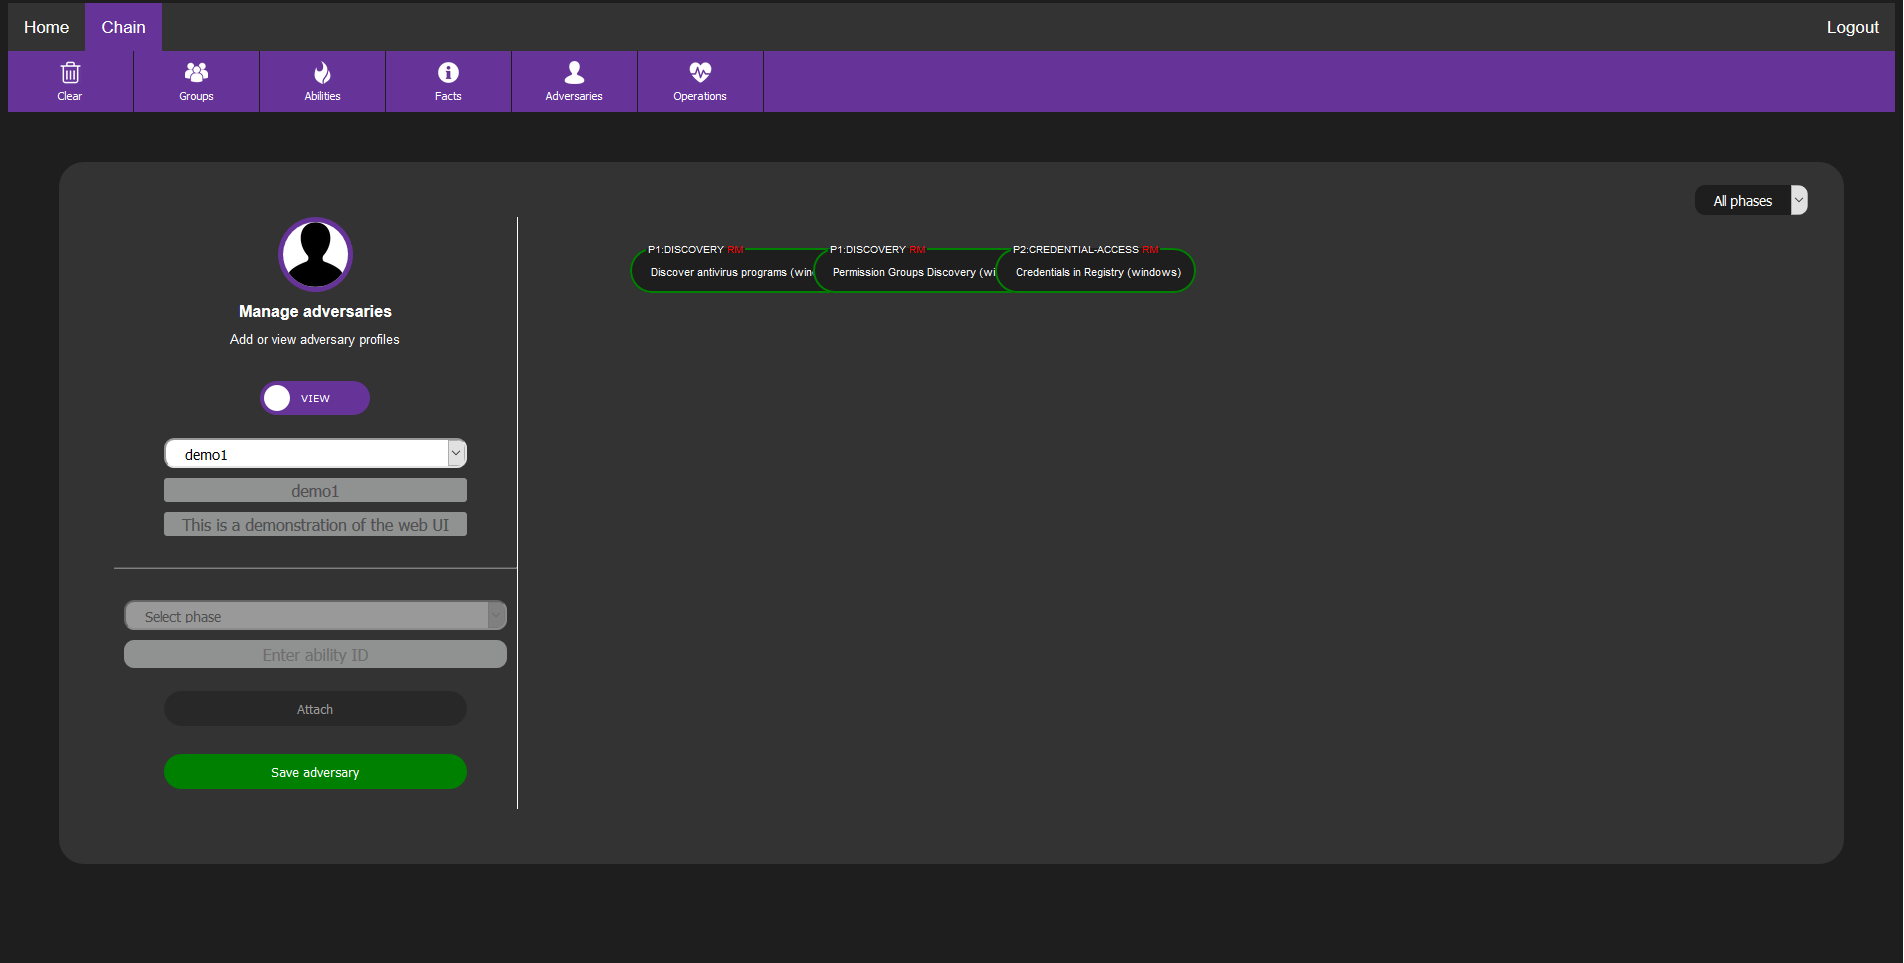 Home
Chain
Logout
Clear
Groups
Abilities
Facts
Adversaries
Operations
All phases
Manage adversaries
Add or view adversary profiles
VIEW
demo1
demo1
This is a demonstration of the web UI
Select phase
Enter ability ID
Attach
Save adversary
P1:DISCOVERY RM
Discover antivirus programs (win
P1:DISCOVERY RM
Permission Groups Discovery (wi
P2:CREDENTIAL-ACCESS RM
Credentials in Registry (windows)